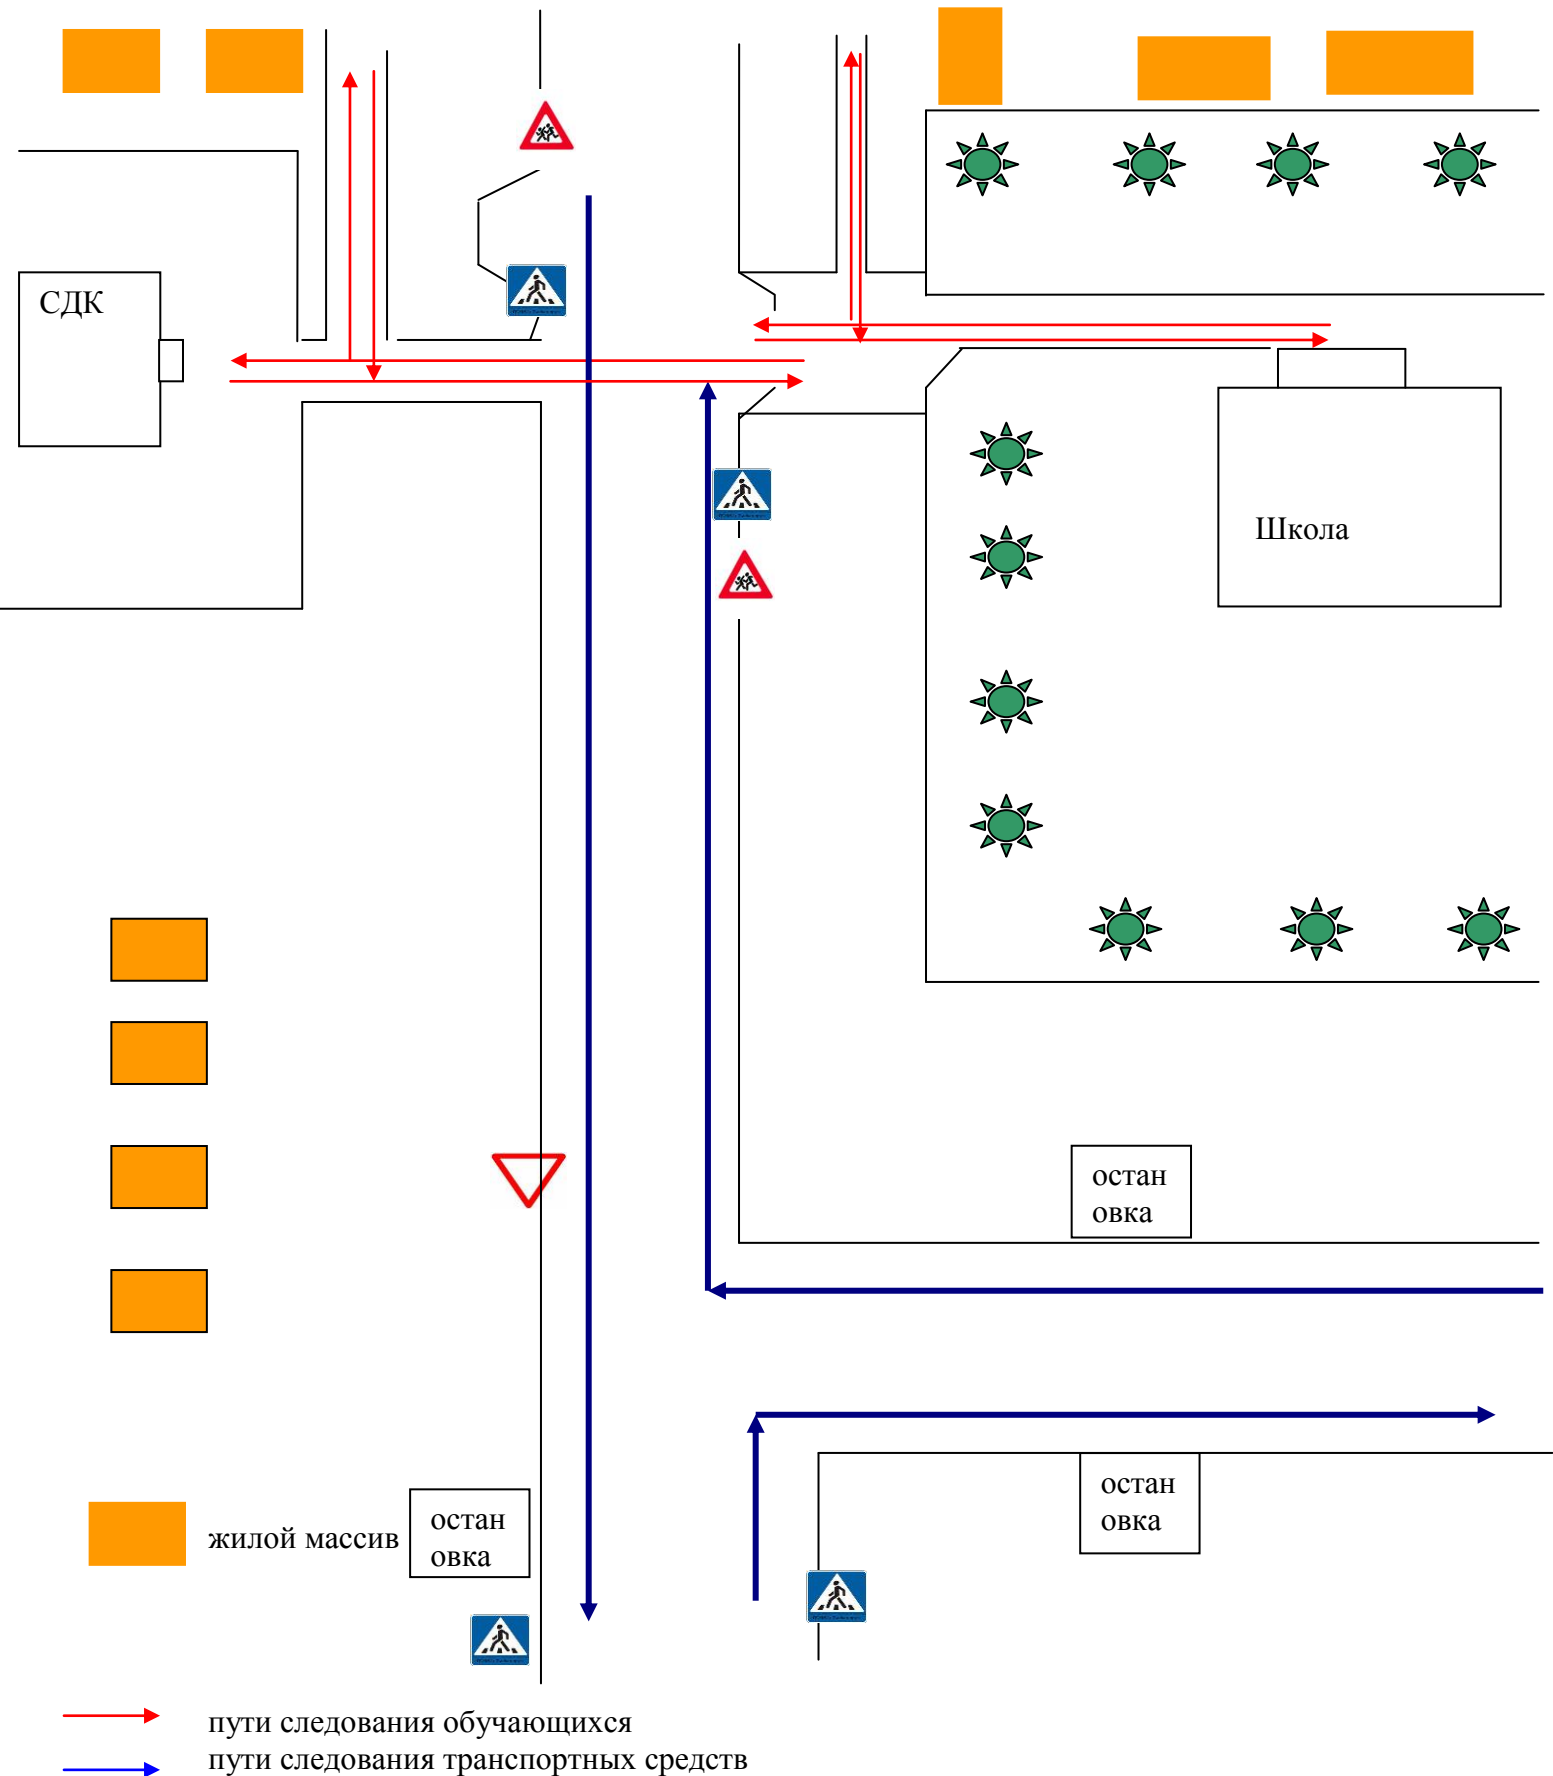 СДК
Школа
остан
овка
остан
овка
жилой массив
остан
овка
пути следования обучающихся
пути следования транспортных средств